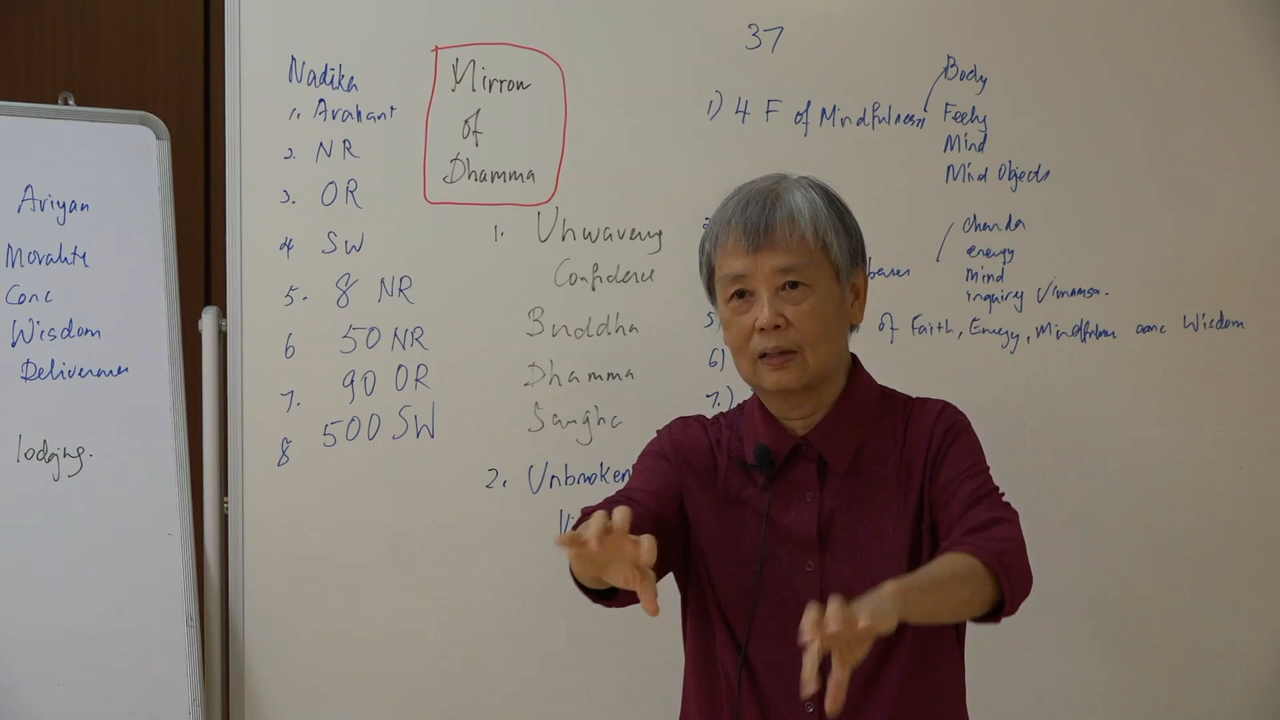 Ariyan
Morality
Conc
Wisdom
Deliverance
lodging.
Nadika
1. Arahant
2. NR
3. OR
4 SW
5. 8 NR
6 50 NR
7. 90 OR
8 500 SW
Mirror
of
Dhamma
1. Unwavering
Confidence
Buddha
Dhamma
Sangha
2. Unbroken
37
1) 4 F of Mindfulness
Body
Feeling
Mind
Mind Objects
Chanda
energy
Mind
inquiry Vimamsa.
bases
5) of Faith, Energy, Mindfulness conc Wisdom
6)
7.)